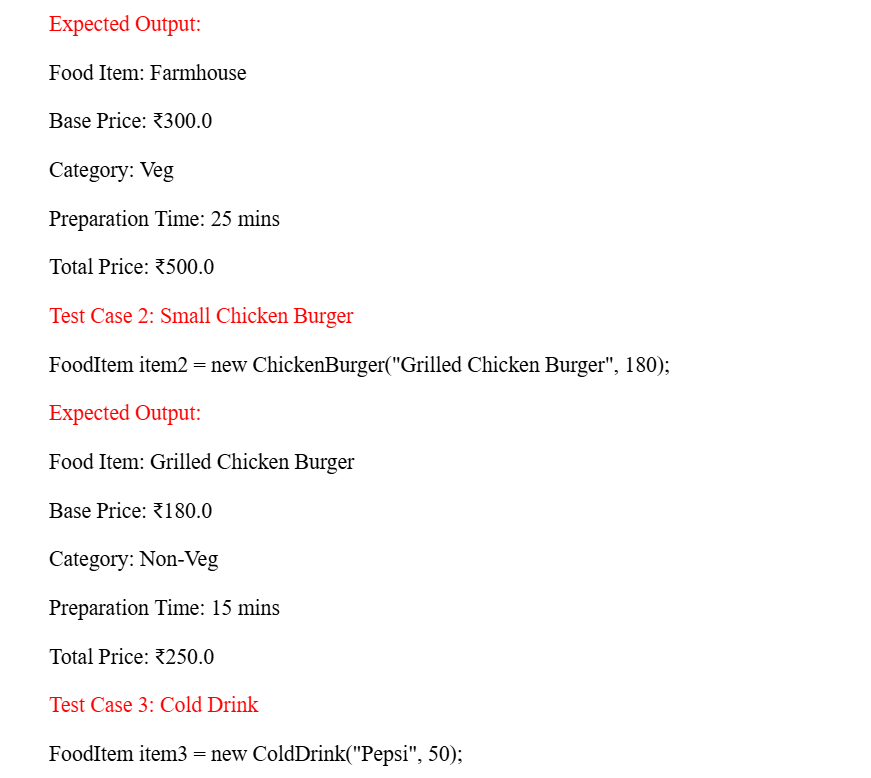 Expected Output:
Food Item: Farmhouse
Base Price: ₹300.0
Category: Veg
Preparation Time: 25 mins
Total Price: ₹500.0
Test Case 2: Small Chicken Burger
FoodItem item2 = new ChickenBurger("Grilled Chicken Burger", 180);
Expected Output:
Food Item: Grilled Chicken Burger
Base Price: ₹180.0
Category: Non-Veg
Preparation Time: 15 mins
Total Price: ₹250.0
Test Case 3: Cold Drink
FoodItem item3 = new ColdDrink("Pepsi", 50);